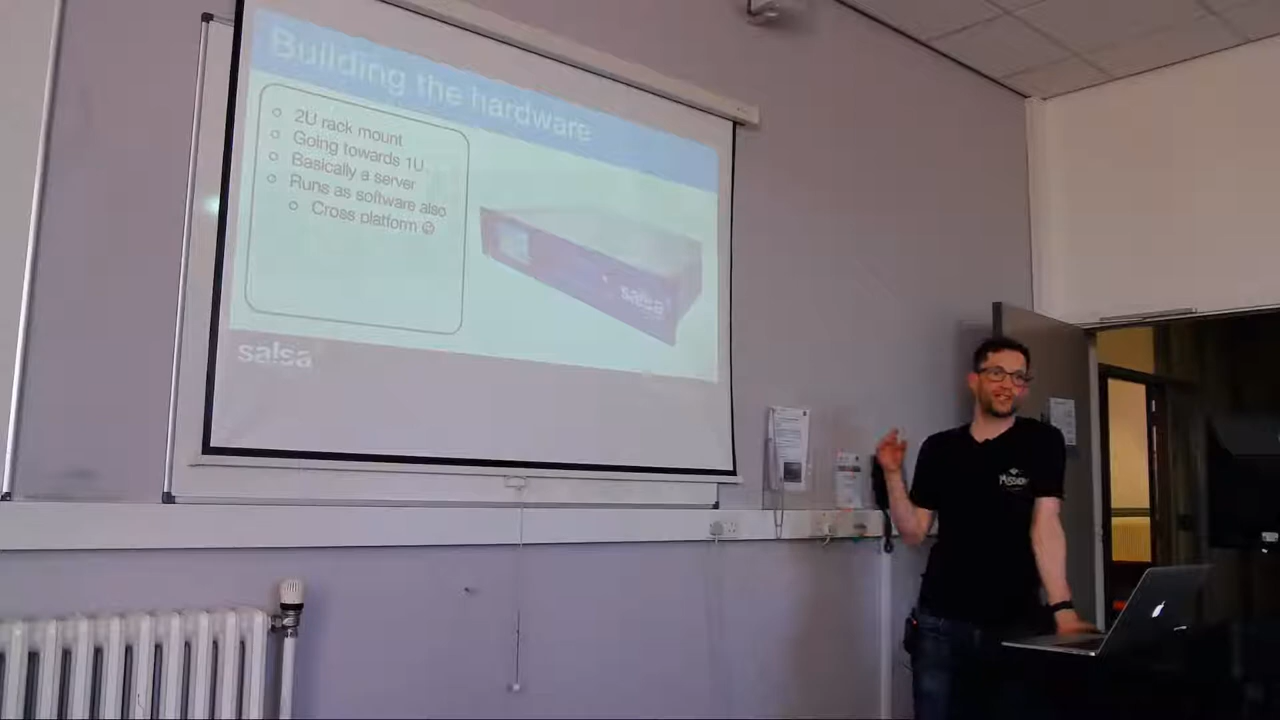 Building the hardware
2U rack mount
Going towards 1U
Basically a server
Runs as software also
Cross platform ☺
salsa
salsa
Mission